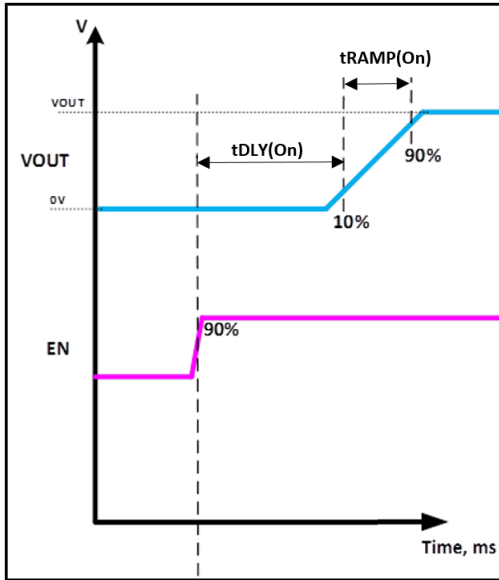 V
tRAMP(On)
VOUT
tDLY(On)
VOUT
90%
0V
10%
90%
EN
Time, ms